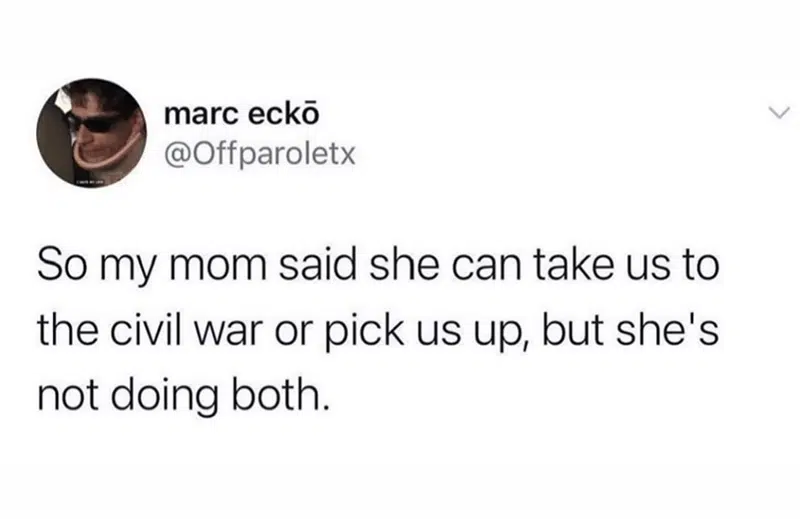 marc eckō
@Offparoletx
So my mom said she can take us to
the civil war or pick us up, but she's
not doing both.